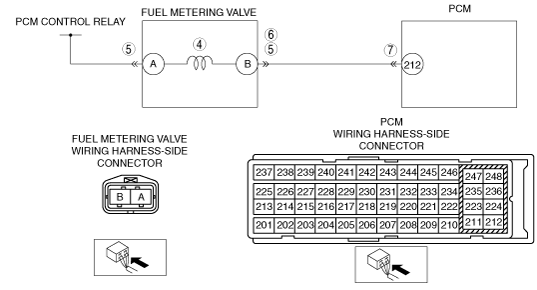 FUEL METERING VALVE
PCM
PCM CONTROL RELAY
5
A
4
B
6
5
7
212
FUEL METERING VALVE
WIRING HARNESS-SIDE
CONNECTOR
B A
PCM
WIRING HARNESS-SIDE
CONNECTOR
237 238 239 240 241 242 243 244 245 246 247 248
225 226 227 228 229 230 231 232 233 234 235 236
213 214 215 216 217 218 219 220 221 222 223 224
201 202 203 204 205 206 207 208 209 210 211 212